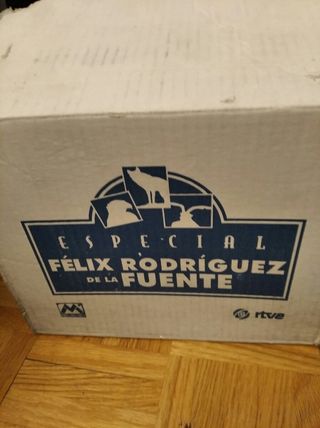 ESPECIAL
FÉLIX RODRÍGUEZ
DE LA FUENTE
rtve